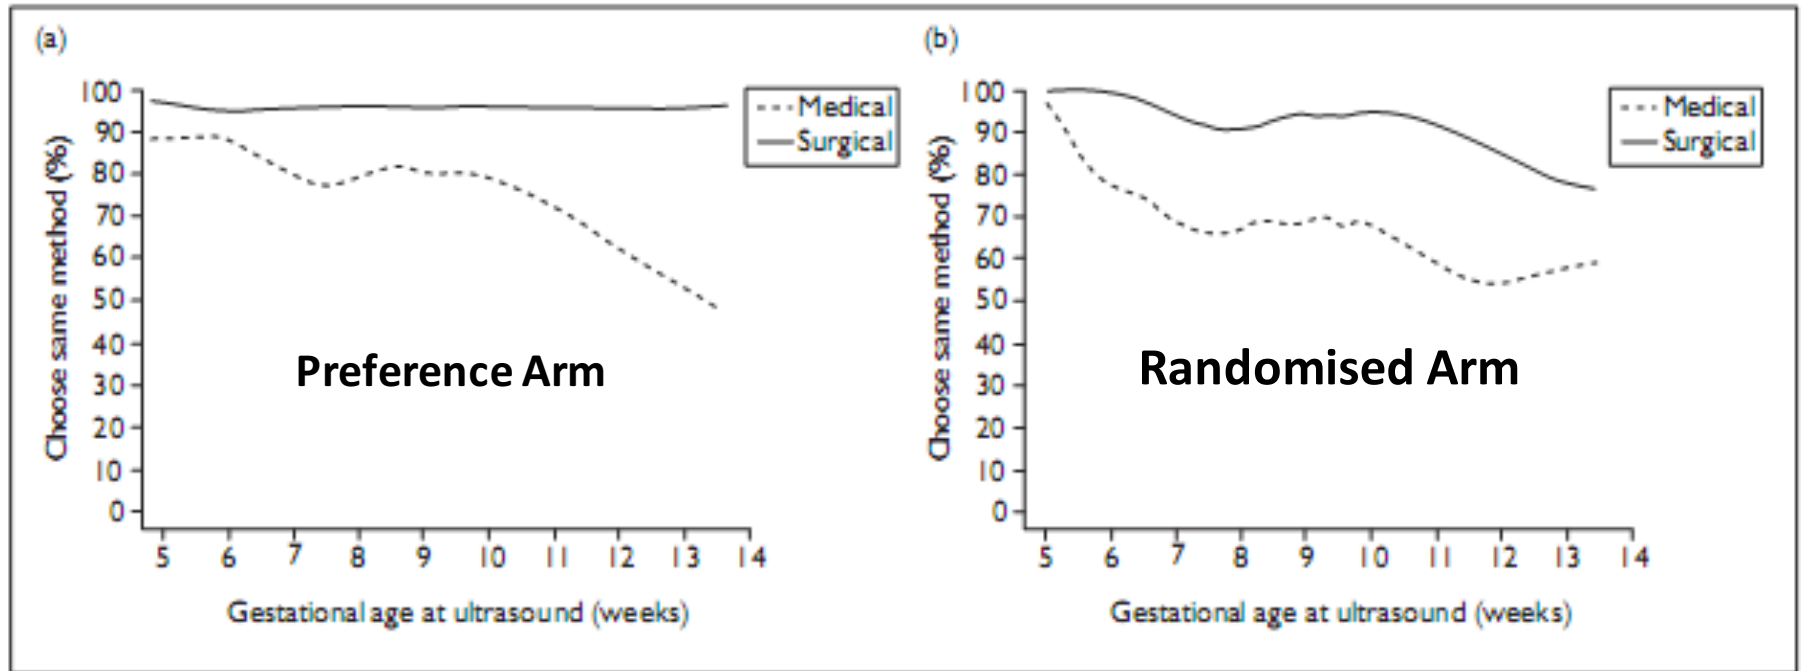 (a)
Choose same method (%)
100
90
80
70
60
50
40
30
20
10
0
Medical
Surgical
Preference Arm
5 6 7 8 9 10 11 12 13 14
Gestational age at ultrasound (weeks)
(b)
Choose same method (%)
100
90
80
70
60
50
40
30
20
10
0
Medical
Surgical
Randomised Arm
5 6 7 8 9 10 11 12 13 14
Gestational age at ultrasound (weeks)